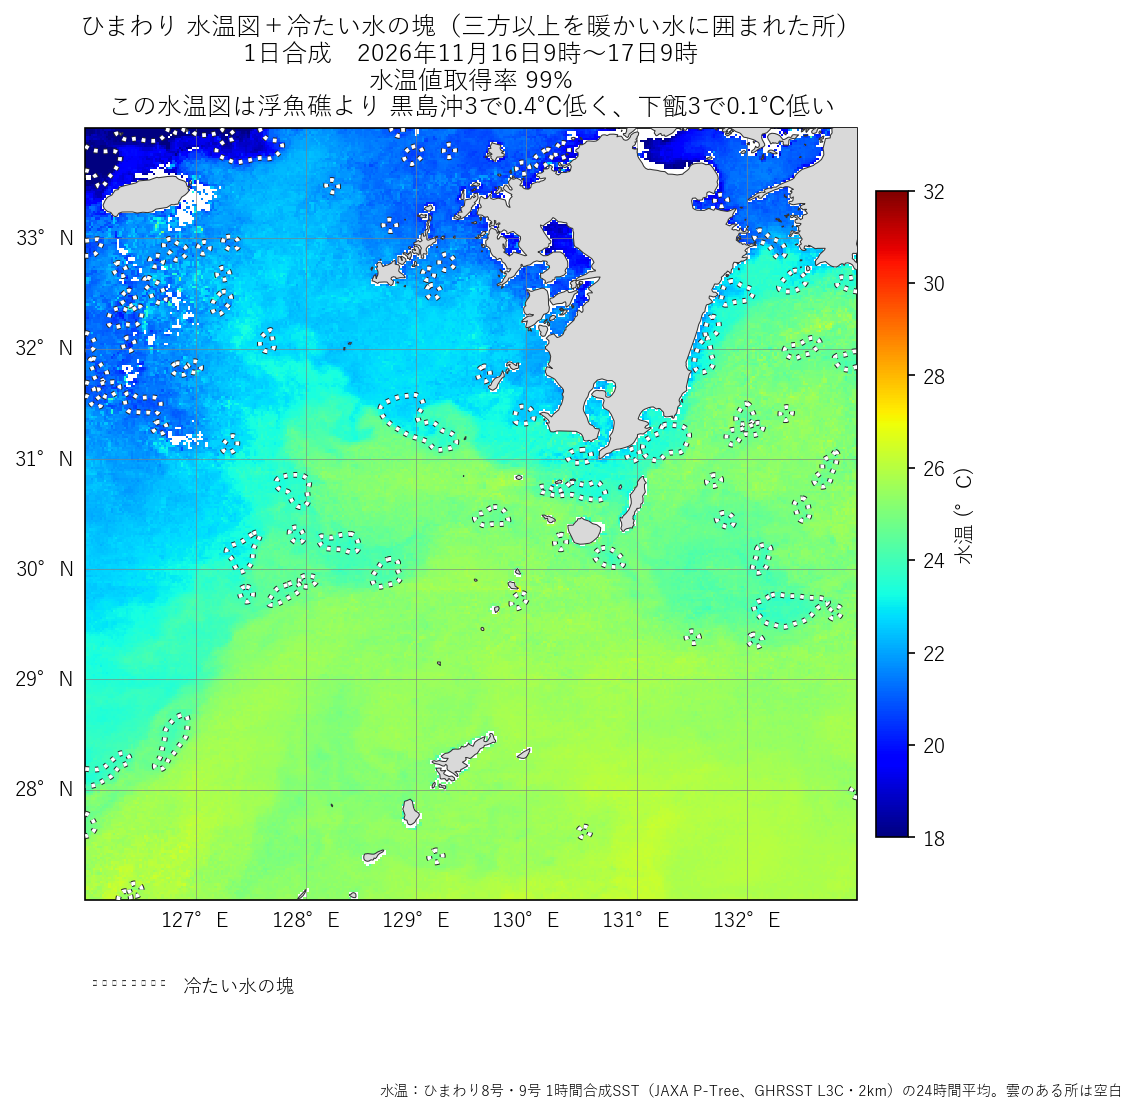 ひまわり 水温図＋冷たい水の塊（三方以上を暖かい水に囲まれた所）
1日合成　2026年11月16日9時～17日9時
水温値取得率 99%
この水温図は浮魚礁より 黒島沖3で0.4℃低く、下甑3で0.1℃低い
33° N
32° N
31° N
30° N
29° N
28° N
127° E
128° E
129° E
130° E
131° E
132° E
32
30
28
26
24
22
20
18
水温 (° C)
冷たい水の塊
水温：ひまわり8号・9号 1時間合成SST（JAXA P-Tree、GHRSST L3C・2km）の24時間平均。雲のある所は空白